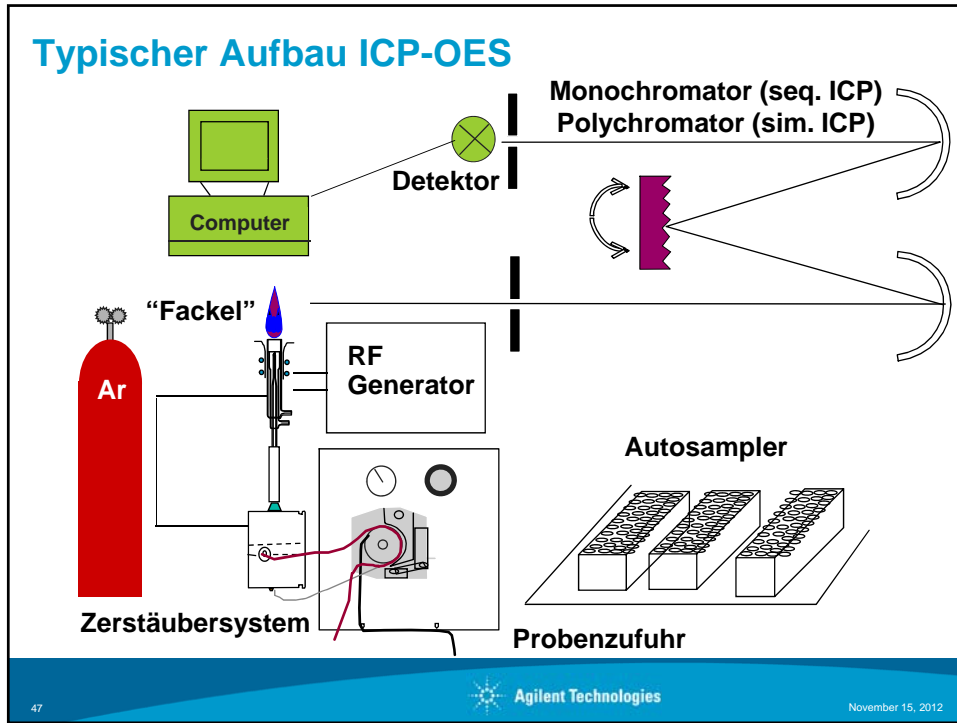 Typischer Aufbau ICP-OES
Monochromator (seq. ICP)
Polychromator (sim. ICP)
Detektor
Computer
“Fackel”
RF
Generator
Ar
Autosampler
Zerstäubersystem
Probenzufuhr
47
Agilent Technologies
November 15, 2012